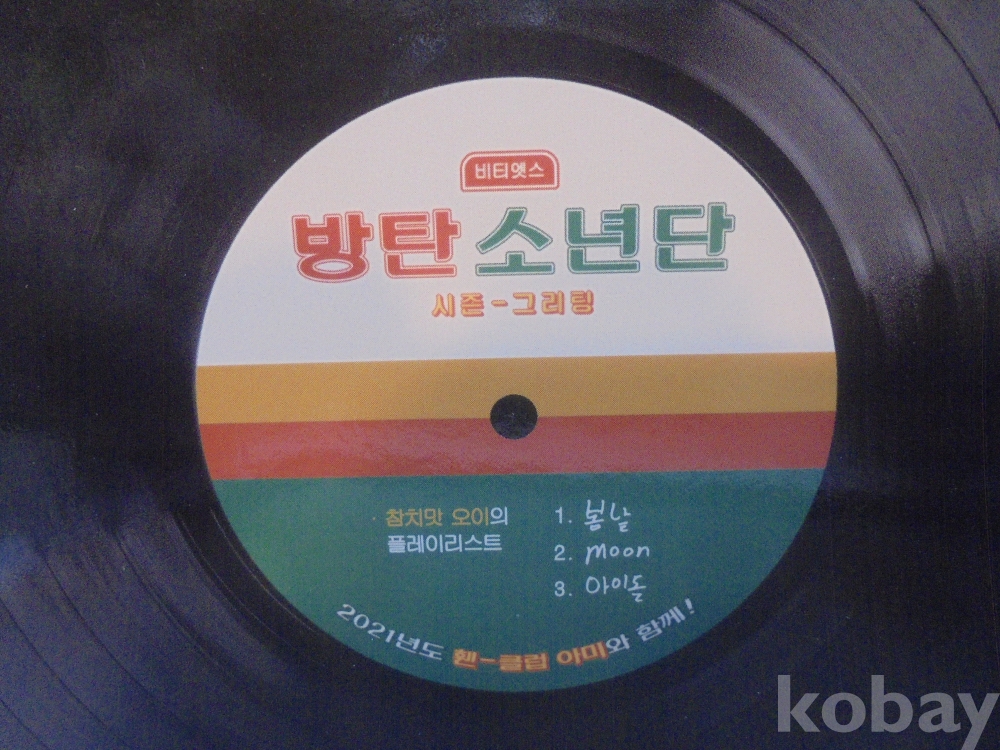 비티엣스
방탄소년단
시즌-그리팅
참치맛 오이의
플레이리스트
1. 봄날
2. moon
3. 아이돌
2021년도 휀-클럽 아미와 함께!
kobay